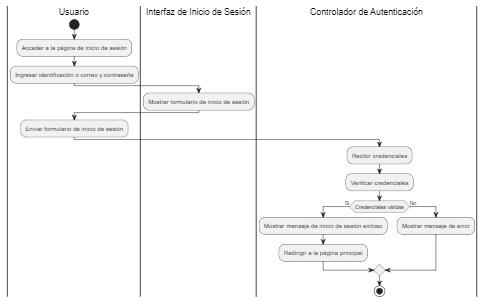 Usuario
Interfaz de Inicio de Sesión
Controlador de Autenticación
Acceder a la página de inicio de sesión
Ingresar identificación o correo y contraseña
Mostrar formulario de inicio de sesión
Enviar formulario de inicio de sesión
Recibir credenciales
Verificar credenciales
Si
Credenciales válidas
No
Mostrar mensaje de inicio de sesión exitoso
Mostrar mensaje de error
Redirigir a la página principal